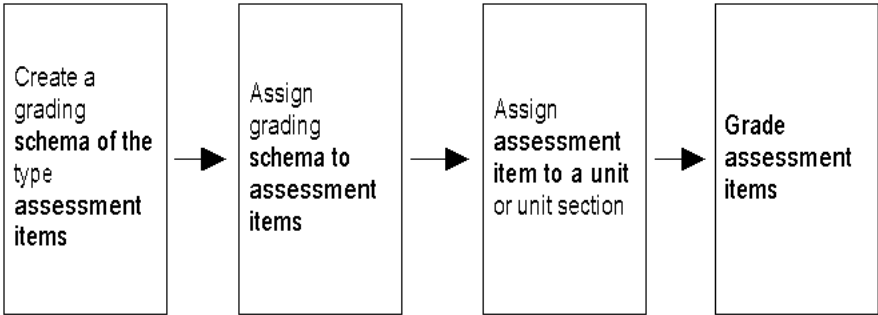 Create a
grading
schema of the
type
assessment
items
Assign
grading
schema to
assessment
items
Assign
assessment
item to a unit
or unit section
Grade
assessment
items